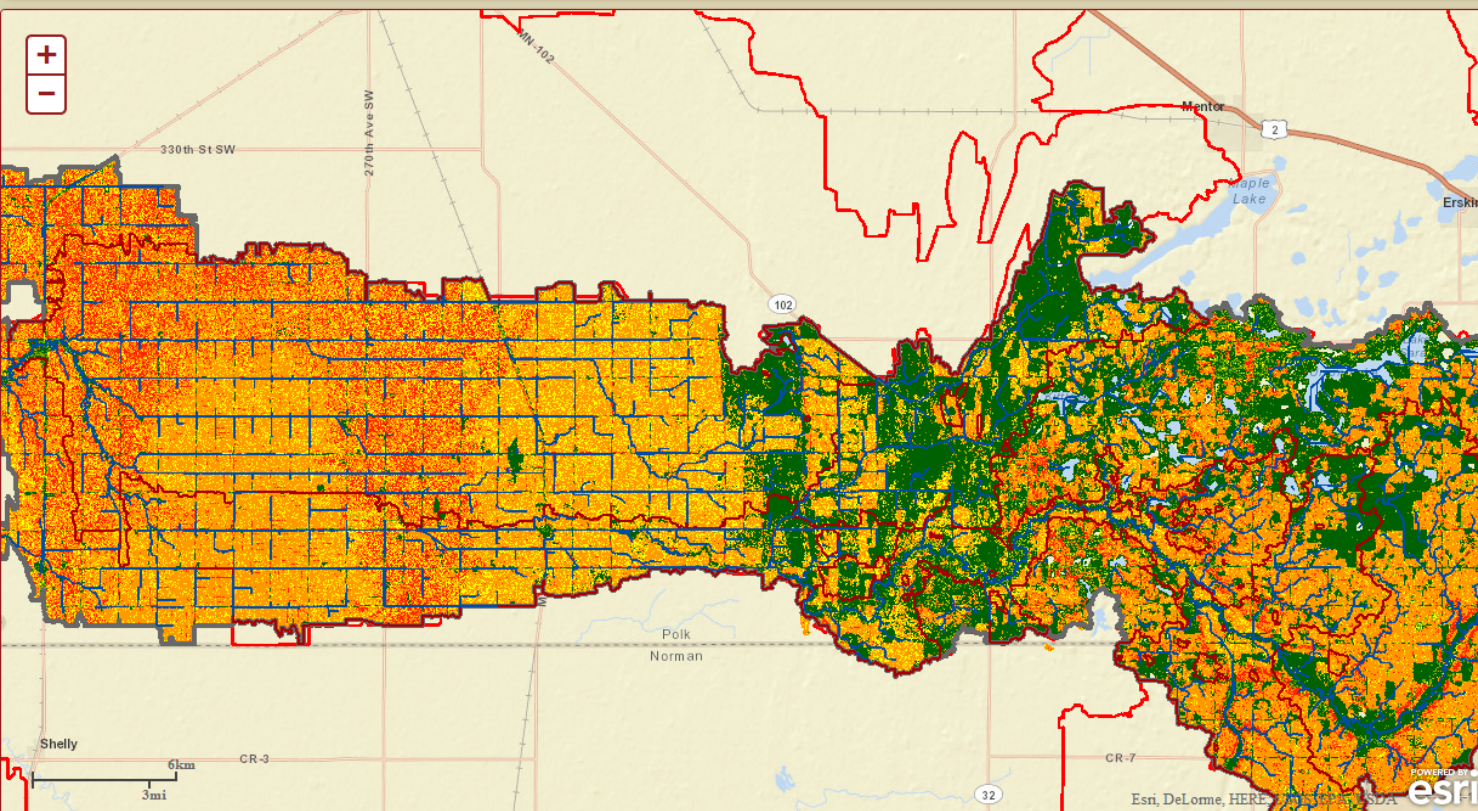 +
−
MN-102
270th Ave SW
330th St SW
Mentor
2
Maple
Lake
Erskin
102
Polk
Norman
Shelly
CR-3
6km
3mi
CR-7
32
POWERED BY
esri
Esri, DeLorme, HERE,